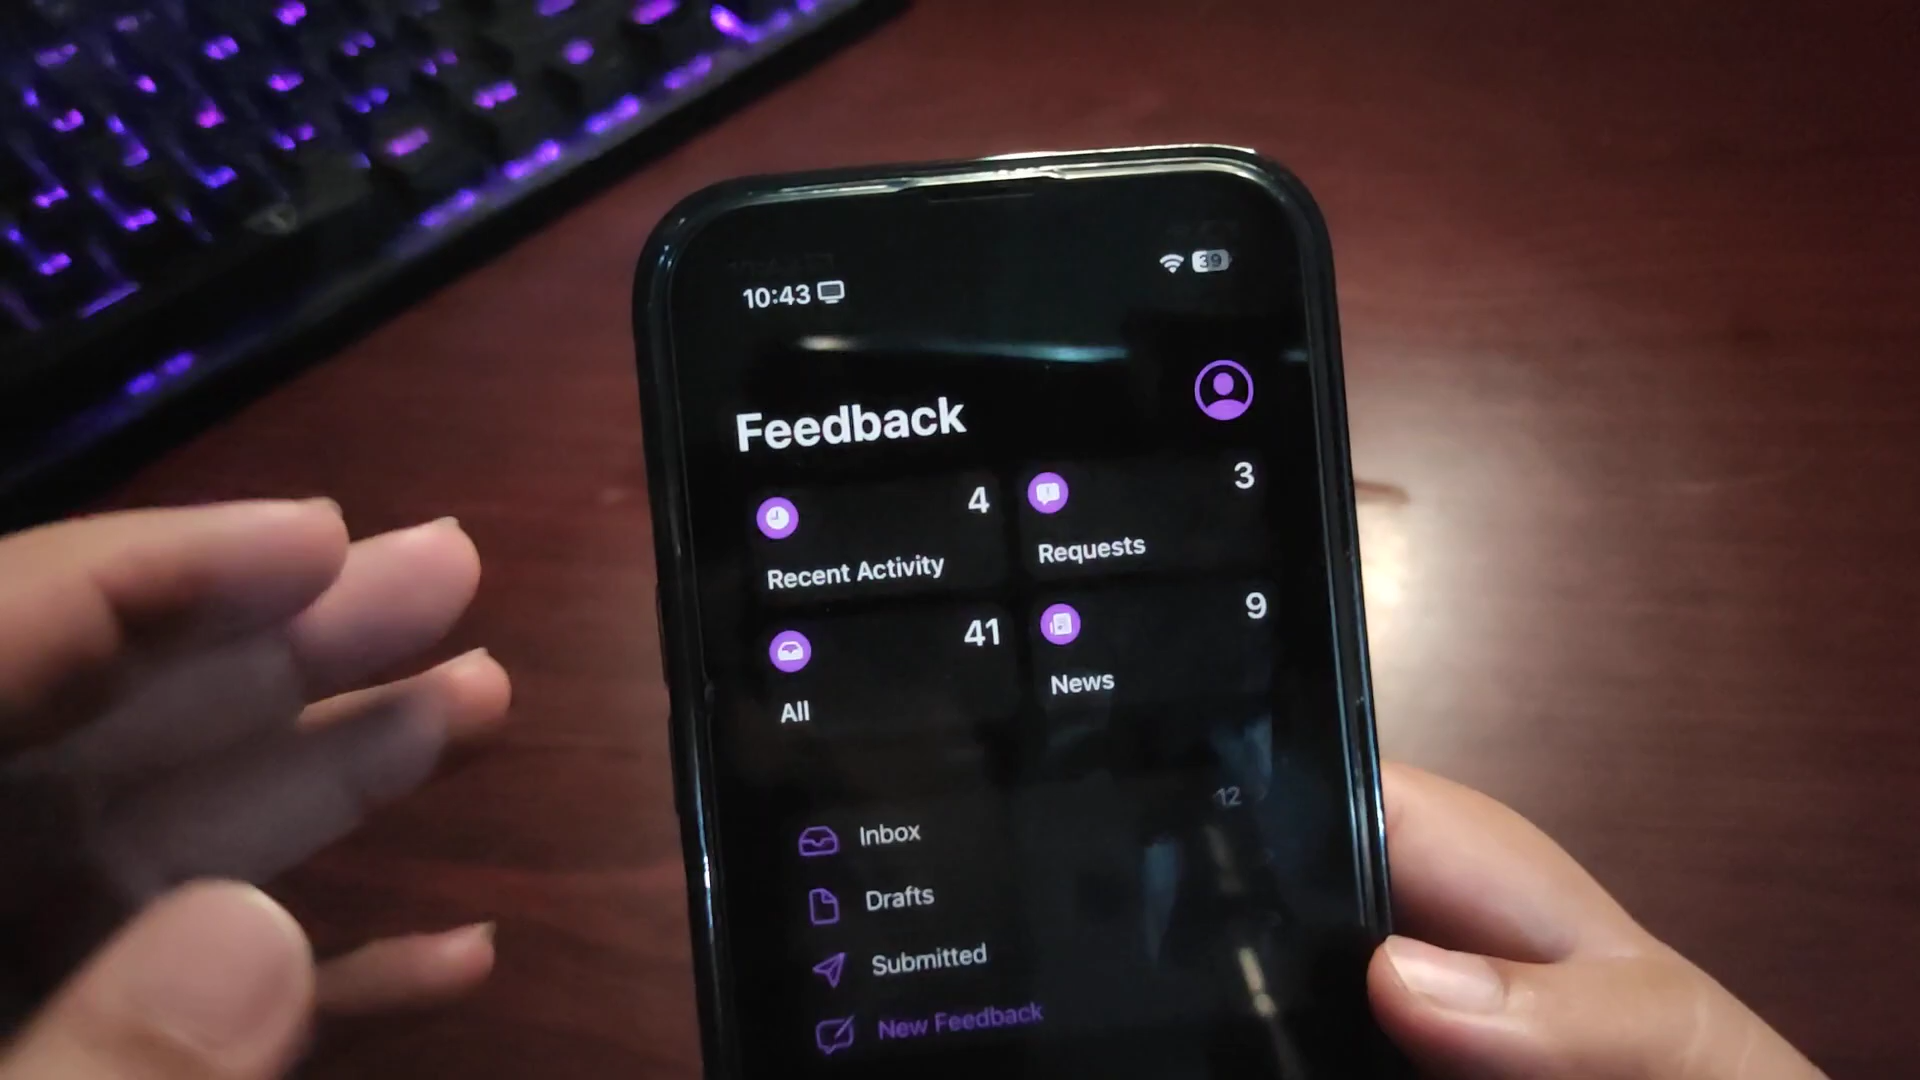 10:43
39
Feedback
4
Recent Activity
3
Requests
41
All
9
News
Inbox
12
Drafts
Submitted
New Feedback